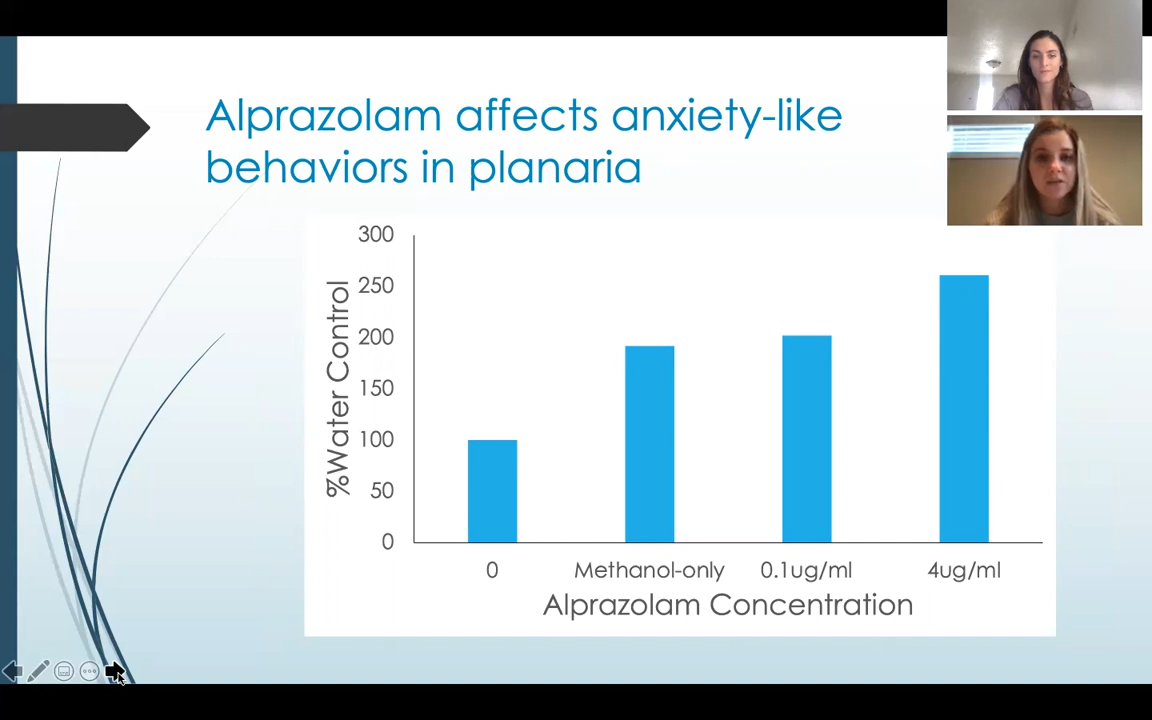 Alprazolam affects anxiety-like
behaviors in planaria
300
250
200
150
100
50
0
%Water Control
0
Methanol-only
0.1ug/ml
4ug/ml
Alprazolam Concentration